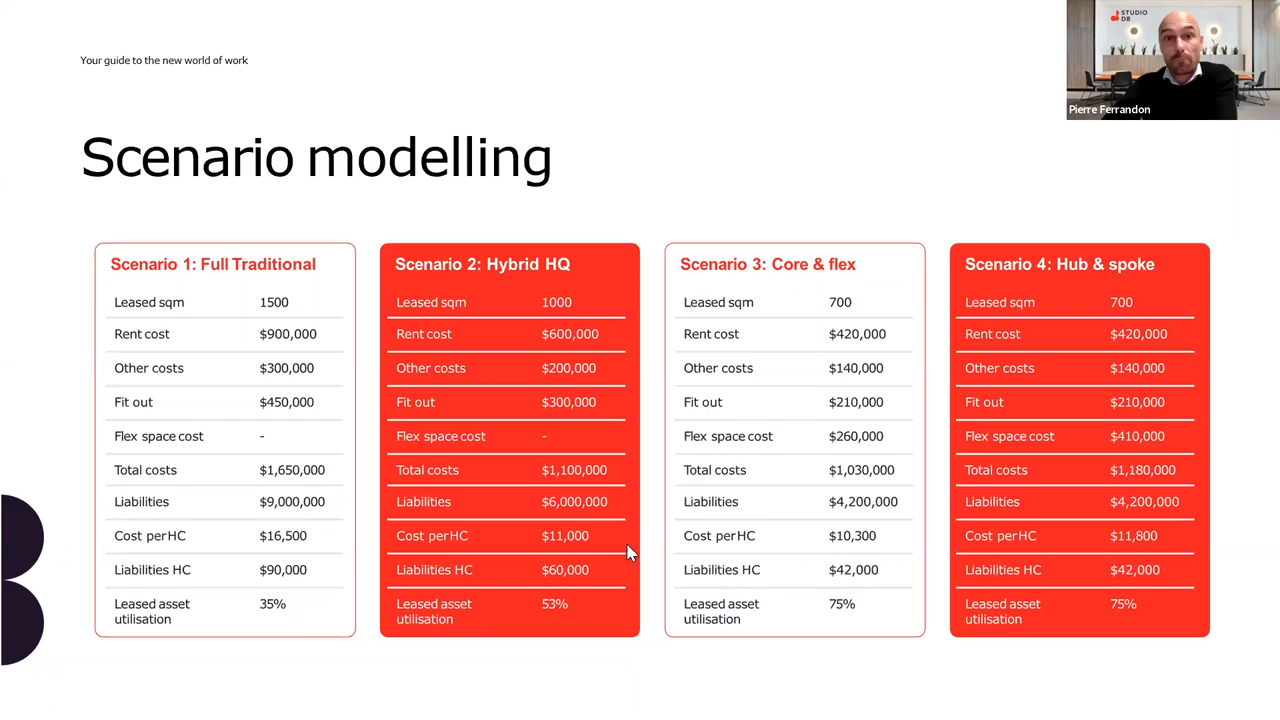 Your guide to the new world of work
STUDIO
DB
Pierre Ferrandon
Scenario modelling
Scenario 1: Full Traditional
Leased sqm 1500
Rent cost $900,000
Other costs $300,000
Fit out $450,000
Flex space cost -
Total costs $1,650,000
Liabilities $9,000,000
Cost per HC $16,500
Liabilities HC $90,000
Leased asset 35%
utilisation
Scenario 2: Hybrid HQ
Leased sqm 1000
Rent cost $600,000
Other costs $200,000
Fit out $300,000
Flex space cost -
Total costs $1,100,000
Liabilities $6,000,000
Cost per HC $11,000
Liabilities HC $60,000
Leased asset 53%
utilisation
Scenario 3: Core & flex
Leased sqm 700
Rent cost $420,000
Other costs $140,000
Fit out $210,000
Flex space cost $260,000
Total costs $1,030,000
Liabilities $4,200,000
Cost per HC $10,300
Liabilities HC $42,000
Leased asset 75%
utilisation
Scenario 4: Hub & spoke
Leased sqm 700
Rent cost $420,000
Other costs $140,000
Fit out $210,000
Flex space cost $410,000
Total costs $1,180,000
Liabilities $4,200,000
Cost per HC $11,800
Liabilities HC $42,000
Leased asset 75%
utilisation